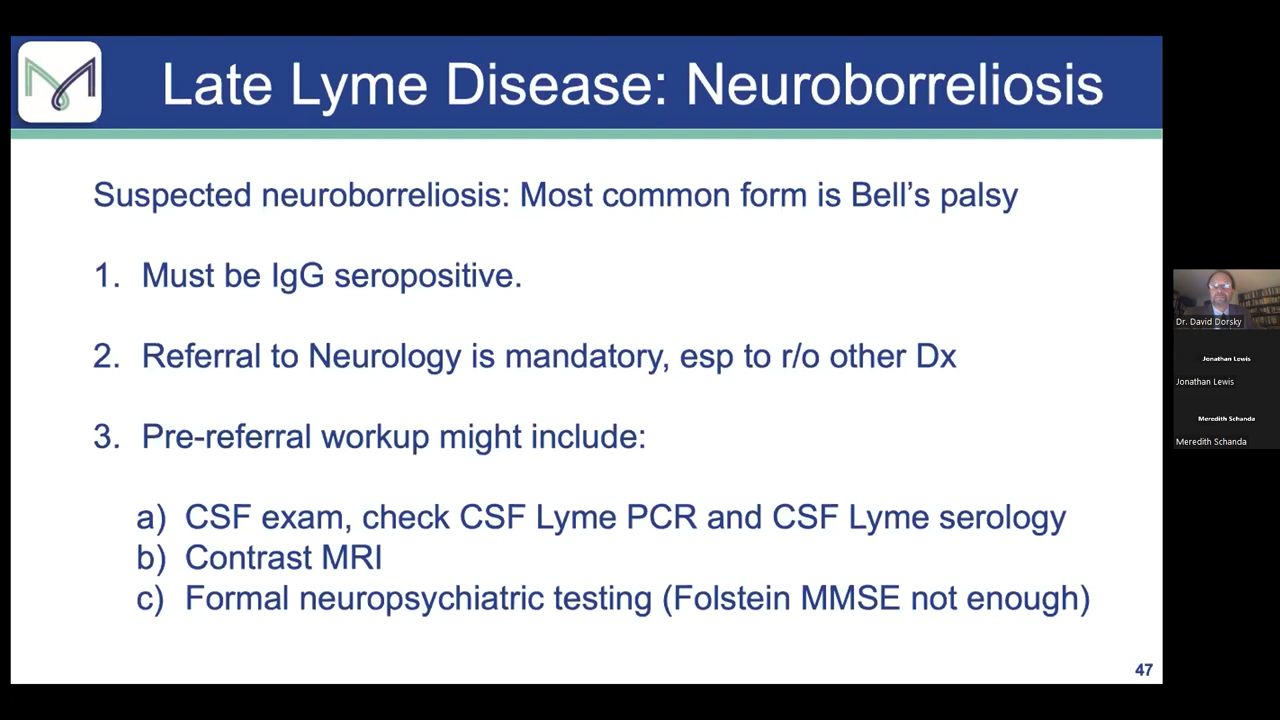 Late Lyme Disease: Neuroborreliosis
Suspected neuroborreliosis: Most common form is Bell's palsy
1. Must be IgG seropositive.
2. Referral to Neurology is mandatory, esp to r/o other Dx
3. Pre-referral workup might include:
a) CSF exam, check CSF Lyme PCR and CSF Lyme serology
b) Contrast MRI
c) Formal neuropsychiatric testing (Folstein MMSE not enough)
47
Dr. David Dorsky
Jonathan Lewis
Jonathan Lewis
Meredith Schanda
Meredith Schanda